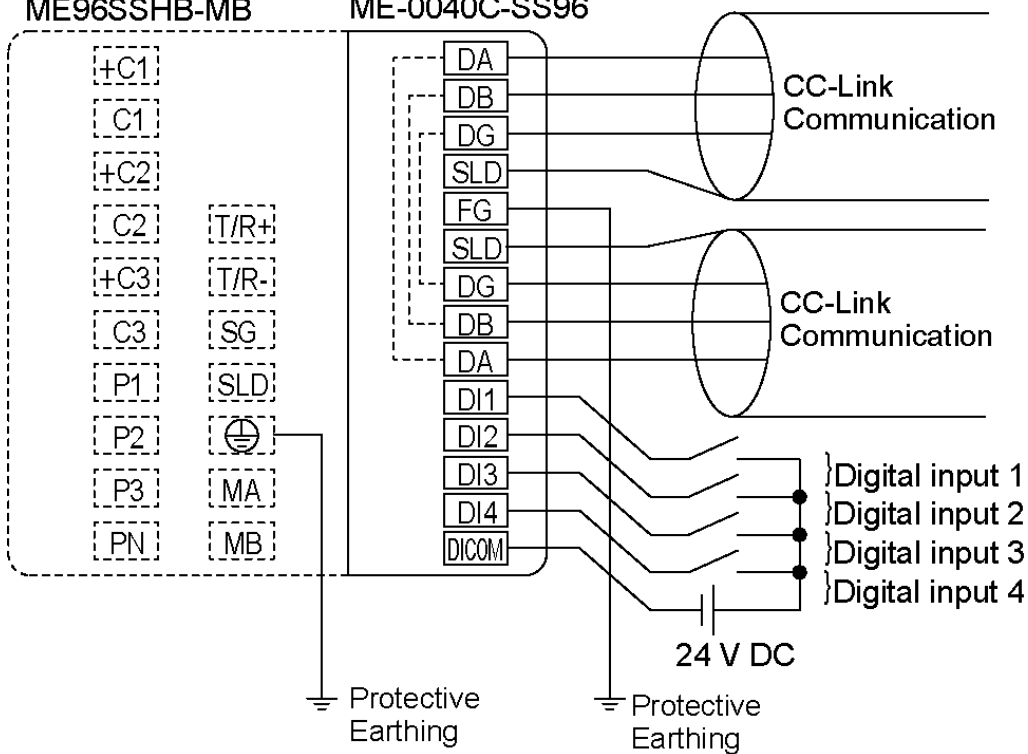 ME96SSHB-MB
ME-0040C-SS96
+C1
C1
+C2
C2
+C3
C3
P1
P2
P3
PN
T/R+
T/R-
SG
SLD
MA
MB
DA
DB
DG
SLD
FG
SLD
DG
DB
DA
DI1
DI2
DI3
DI4
DICOM
CC-Link
Communication
CC-Link
Communication
Digital input 1
Digital input 2
Digital input 3
Digital input 4
24 V DC
Protective
Earthing
Protective
Earthing